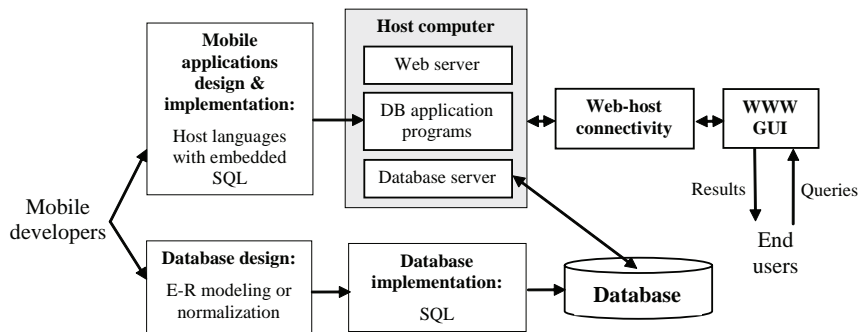 Mobile
applications
design &
implementation:
Host languages
with embedded
SQL
Host computer
Web server
DB application
programs
Database server
Web-host
connectivity
WWW
GUI
Results
Queries
End
users
Mobile
developers
Database design:
E-R modeling or
normalization
Database
implementation:
SQL
Database